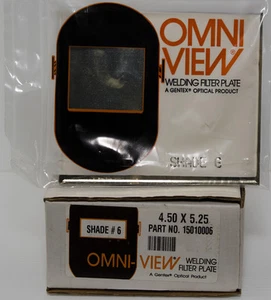 OMNI
VIEW®
WELDING FILTER PLATE
A GENTEX® OPTICAL PRODUCT
SHADE 6
SHADE # 6
4.50 X 5.25
PART NO. 15010006
OMNI-VIEW WELDING
FILTER PLATE
A Gentex® Optical Product